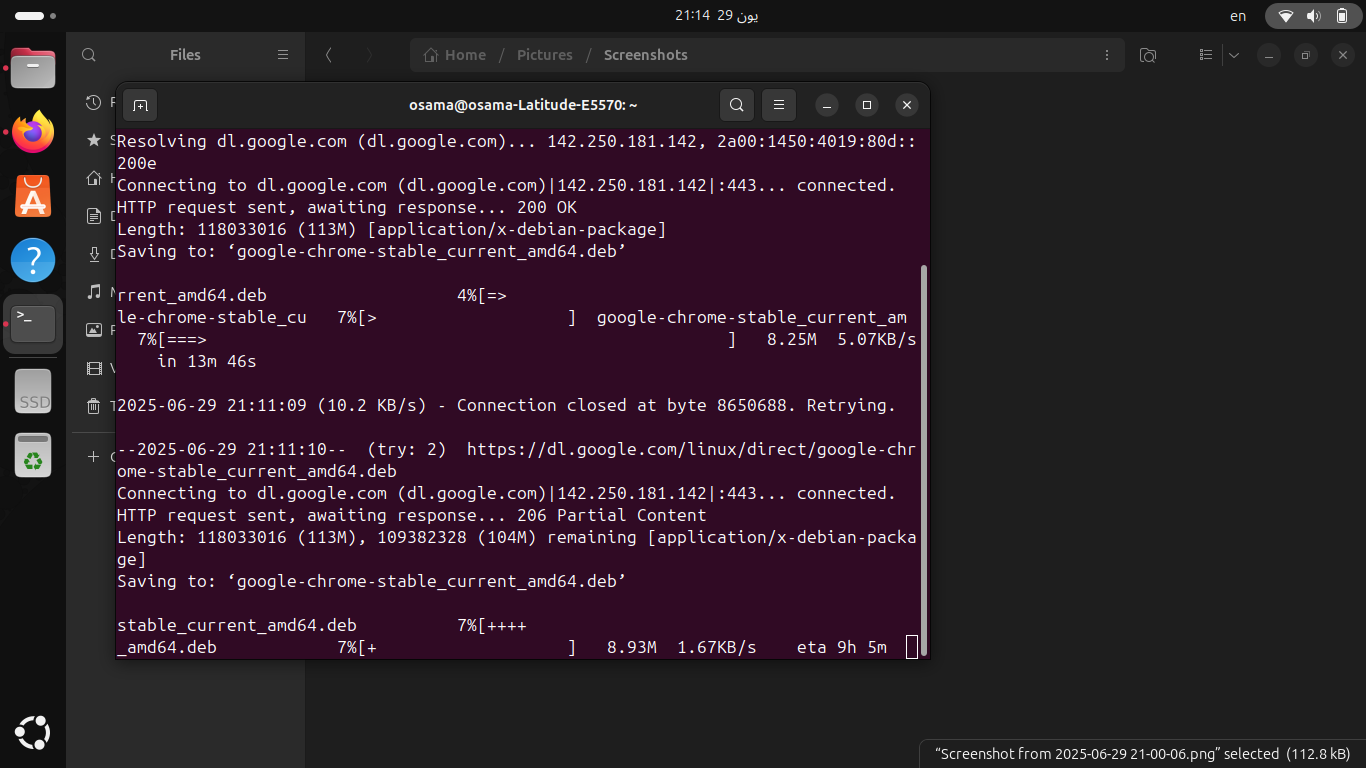 21:14  29 يون
en
Files
Home / Pictures / Screenshots
osama@osama-Latitude-E5570: ~
Resolving dl.google.com (dl.google.com)... 142.250.181.142, 2a00:1450:4019:80d::
200e
Connecting to dl.google.com (dl.google.com)|142.250.181.142|:443... connected.
HTTP request sent, awaiting response... 200 OK
Length: 118033016 (113M) [application/x-debian-package]
Saving to: ‘google-chrome-stable_current_amd64.deb’
rrent_amd64.deb                   4%[=>
le-chrome-stable_cu   7%[>                   ]  google-chrome-stable_current_am
  7%[===>                                                    ]   8.25M  5.07KB/s
    in 13m 46s
2025-06-29 21:11:09 (10.2 KB/s) - Connection closed at byte 8650688. Retrying.
--2025-06-29 21:11:10--  (try: 2)  https://dl.google.com/linux/direct/google-chr
ome-stable_current_amd64.deb
Connecting to dl.google.com (dl.google.com)|142.250.181.142|:443... connected.
HTTP request sent, awaiting response... 206 Partial Content
Length: 118033016 (113M), 109382328 (104M) remaining [application/x-debian-packa
ge]
Saving to: ‘google-chrome-stable_current_amd64.deb’
stable_current_amd64.deb          7%[++++
_amd64.deb            7%[+                   ]   8.93M  1.67KB/s    eta 9h 5m
SSD
“Screenshot from 2025-06-29 21-00-06.png” selected  (112.8 kB)